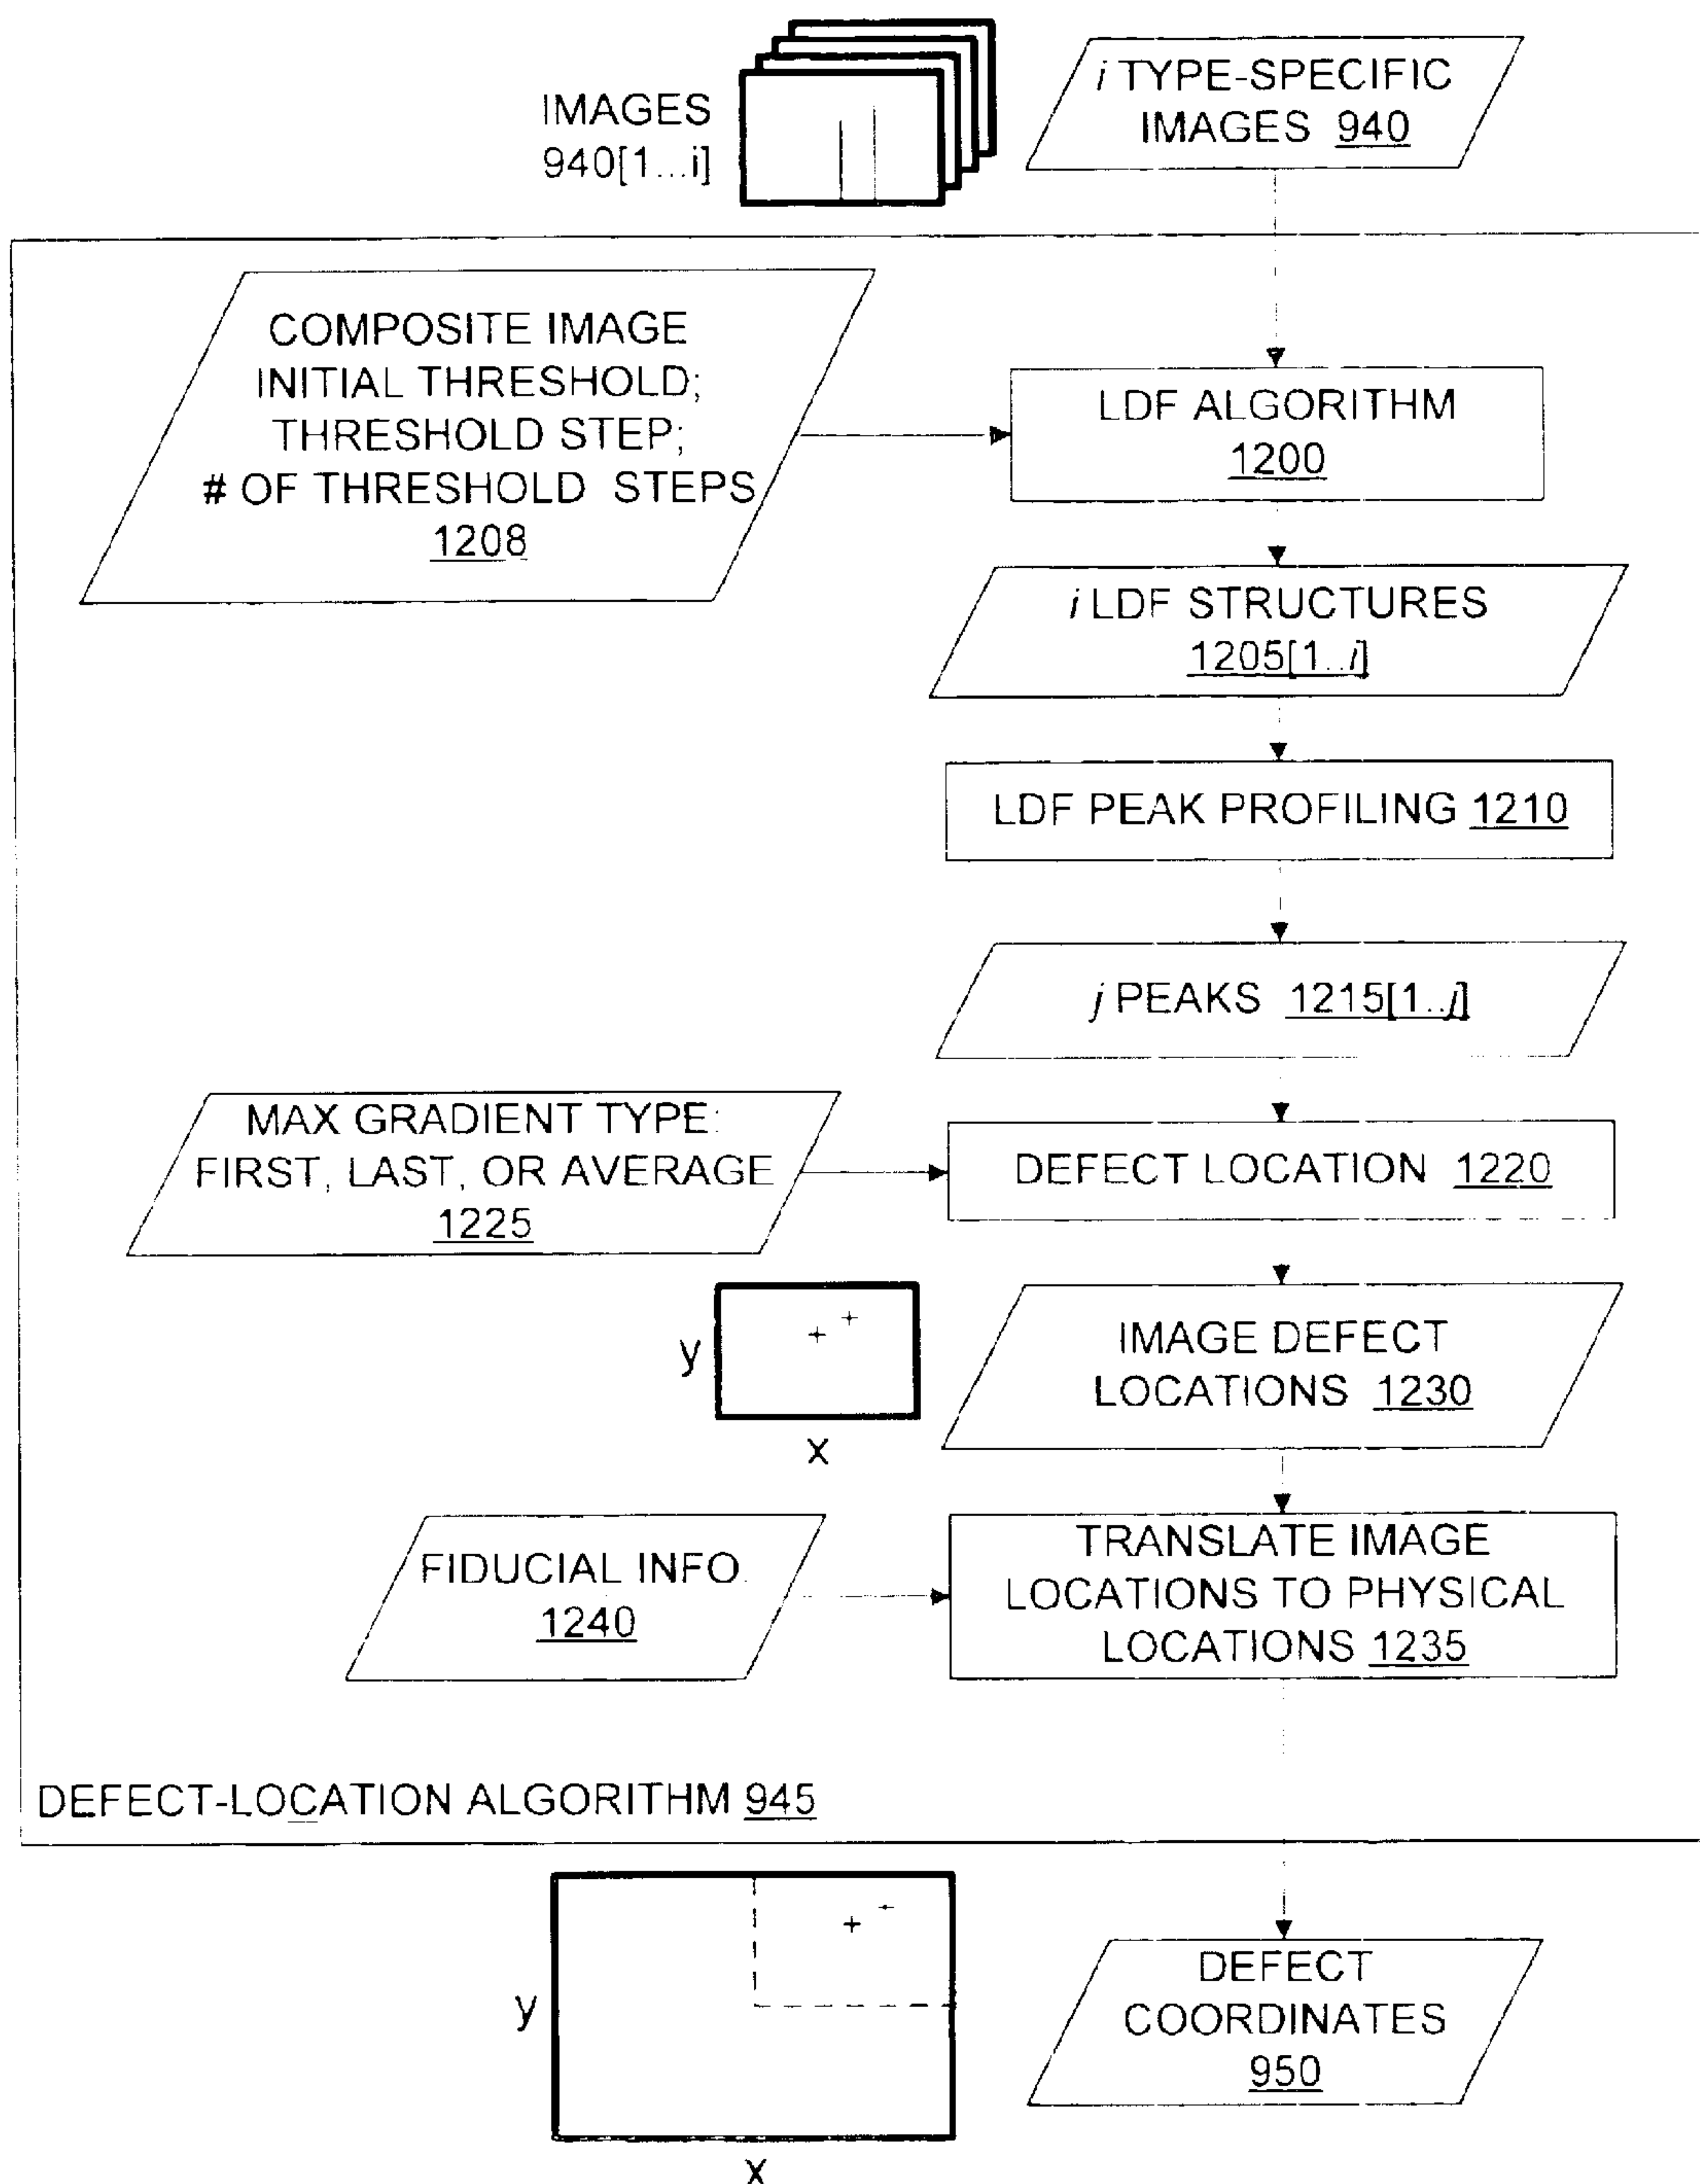 IMAGES
940[1...i]
i TYPE-SPECIFIC
IMAGES 940
COMPOSITE IMAGE
INITIAL THRESHOLD;
THRESHOLD STEP;
# OF THRESHOLD STEPS
1208
LDF ALGORITHM
1200
i LDF STRUCTURES
1205[1..i]
LDF PEAK PROFILING 1210
j PEAKS 1215[1..j]
MAX GRADIENT TYPE:
FIRST, LAST, OR AVERAGE
1225
DEFECT LOCATION 1220
y
x
IMAGE DEFECT
LOCATIONS 1230
FIDUCIAL INFO.
1240
TRANSLATE IMAGE
LOCATIONS TO PHYSICAL
LOCATIONS 1235
DEFECT-LOCATION ALGORITHM 945
y
x
DEFECT
COORDINATES
950